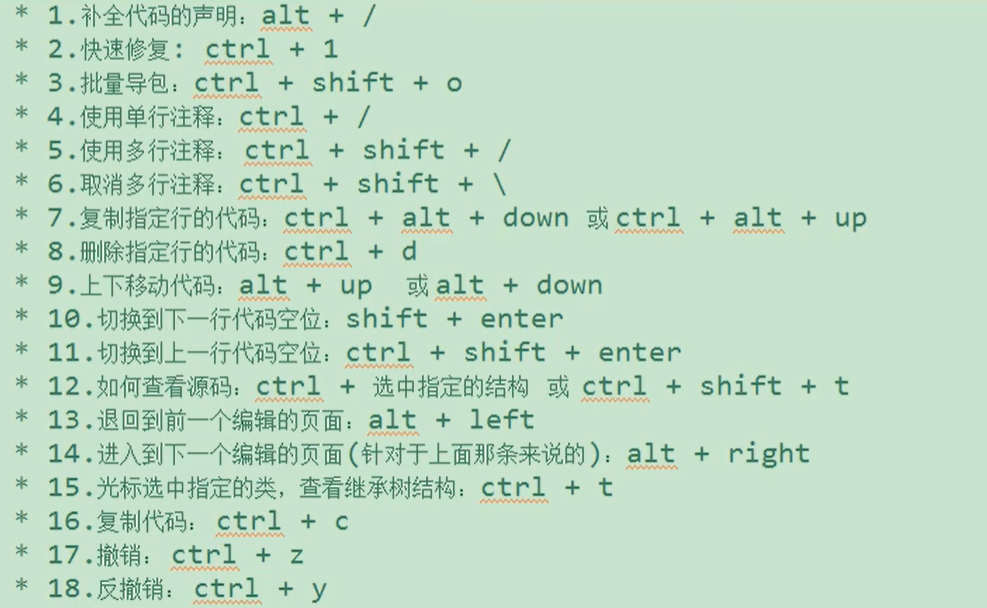 * 1.补全代码的声明：alt + /
* 2.快速修复: ctrl + 1
* 3.批量导包：ctrl + shift + o
* 4.使用单行注释：ctrl + /
* 5.使用多行注释： ctrl + shift + /
* 6.取消多行注释：ctrl + shift + \
* 7.复制指定行的代码：ctrl + alt + down 或ctrl + alt + up
* 8.删除指定行的代码：ctrl + d
* 9.上下移动代码：alt + up  或alt + down
* 10.切换到下一行代码空位：shift + enter
* 11.切换到上一行代码空位：ctrl + shift + enter
* 12.如何查看源码：ctrl + 选中指定的结构 或 ctrl + shift + t
* 13.退回到前一个编辑的页面：alt + left
* 14.进入到下一个编辑的页面(针对于上面那条来说的)：alt + right
* 15.光标选中指定的类，查看继承树结构：ctrl + t
* 16.复制代码： ctrl + c
* 17.撤销： ctrl + z
* 18.反撤销： ctrl + y